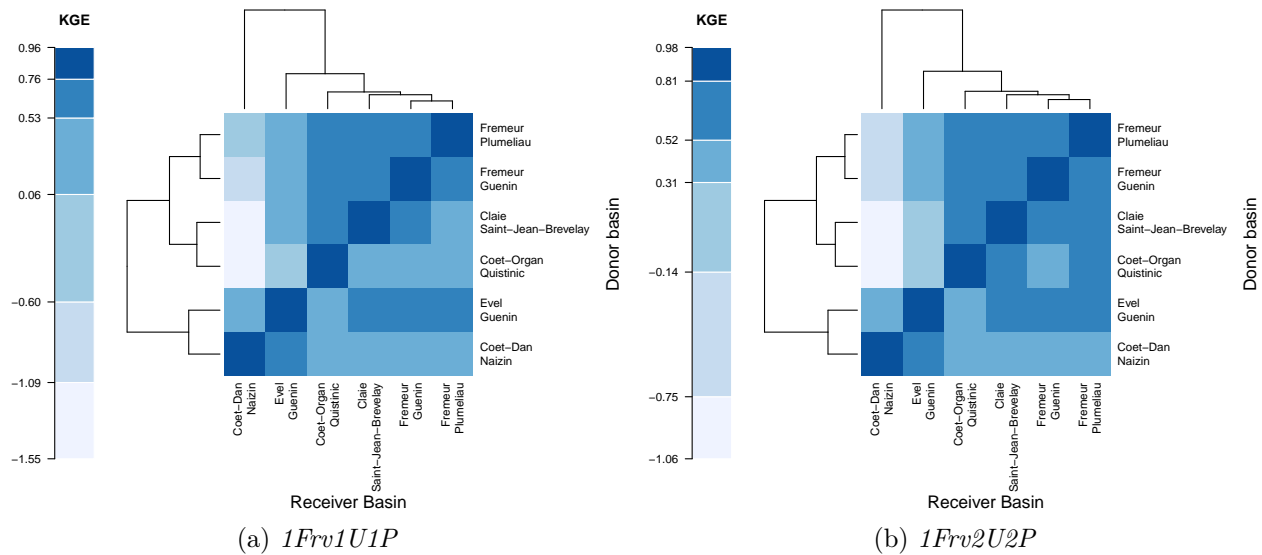 KGE
0.96
0.76
0.53
0.06
−0.60
−1.09
−1.55
Fremeur
Plumeliau
Fremeur
Guenin
Claie
Saint−Jean−Brevelay
Coet−Organ
Quistinic
Evel
Guenin
Coet−Dan
Naizin
Donor basin
Coet−Dan
Naizin
Evel
Guenin
Coet−Organ
Quistinic
Claie
Saint−Jean−Brevelay
Fremeur
Guenin
Fremeur
Plumeliau
Receiver Basin
(a) 1Frv1U1P
KGE
0.98
0.81
0.52
0.31
−0.14
−0.75
−1.06
Fremeur
Plumeliau
Fremeur
Guenin
Claie
Saint−Jean−Brevelay
Coet−Organ
Quistinic
Evel
Guenin
Coet−Dan
Naizin
Donor basin
Coet−Dan
Naizin
Evel
Guenin
Coet−Organ
Quistinic
Claie
Saint−Jean−Brevelay
Fremeur
Guenin
Fremeur
Plumeliau
Receiver Basin
(b) 1Frv2U2P